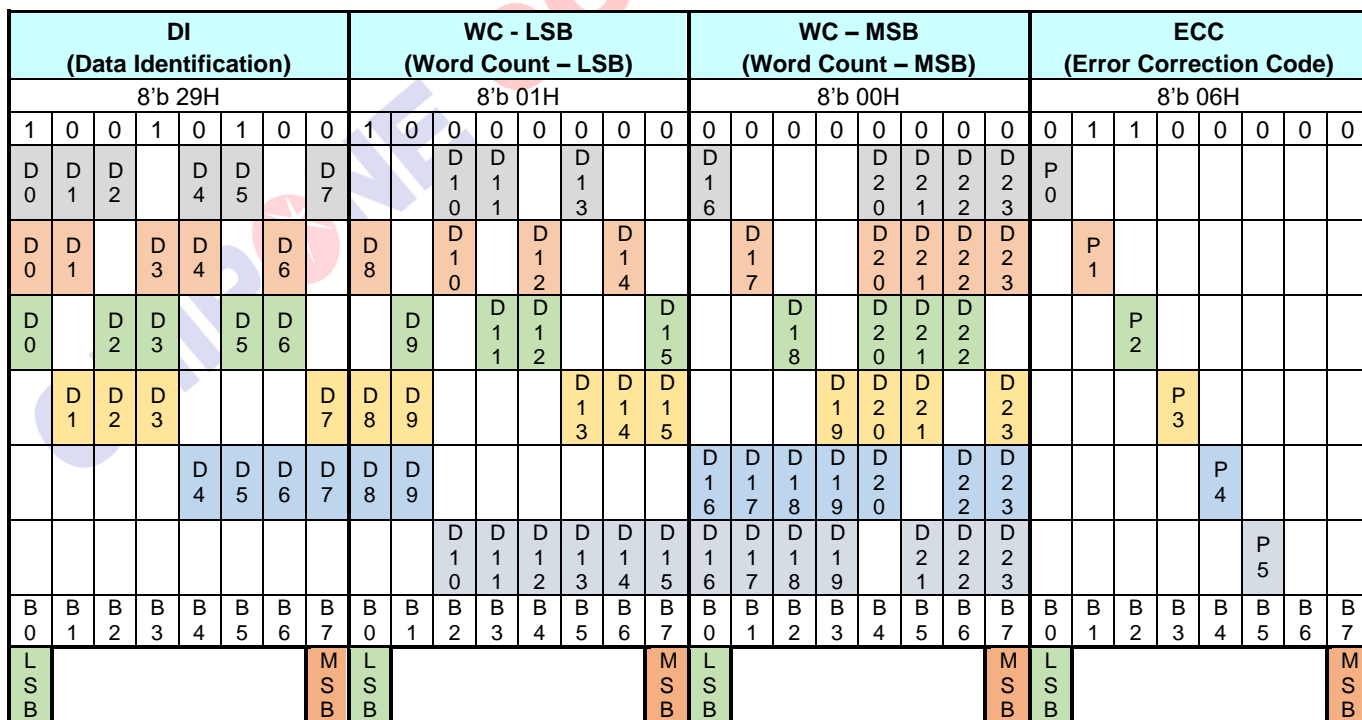 DI WC - LSB WC – MSB ECC
(Data Identification) (Word Count – LSB) (Word Count – MSB) (Error Correction Code)
8’b 29H 8’b 01H 8’b 00H 8’b 06H
1 0 0 1 0 1 0 0 1 0 0 0 0 0 0 0 0 0 0 0 0 0 0 0 0 1 1 0 0 0 0 0
D0 D1 D2 D4 D5 D7 D10 D11 D13 D16 D20 D21 D22 D23 P0
D0 D1 D3 D4 D6 D8 D10 D12 D14 D17 D20 D21 D22 D23 P1
D0 D2 D3 D5 D6 D9 D11 D12 D15 D18 D20 D21 D22 P2
D1 D2 D3 D7 D8 D9 D13 D14 D15 D19 D20 D21 D23 P3
D4 D5 D6 D7 D8 D9 D16 D17 D18 D19 D20 D22 D23 P4
D10 D11 D12 D13 D14 D15 D16 D17 D18 D19 D21 D22 D23 P5
B0 B1 B2 B3 B4 B5 B6 B7 B0 B1 B2 B3 B4 B5 B6 B7 B0 B1 B2 B3 B4 B5 B6 B7 B0 B1 B2 B3 B4 B5 B6 B7
LSB MSB LSB MSB LSB MSB LSB MSB
CHIPONE